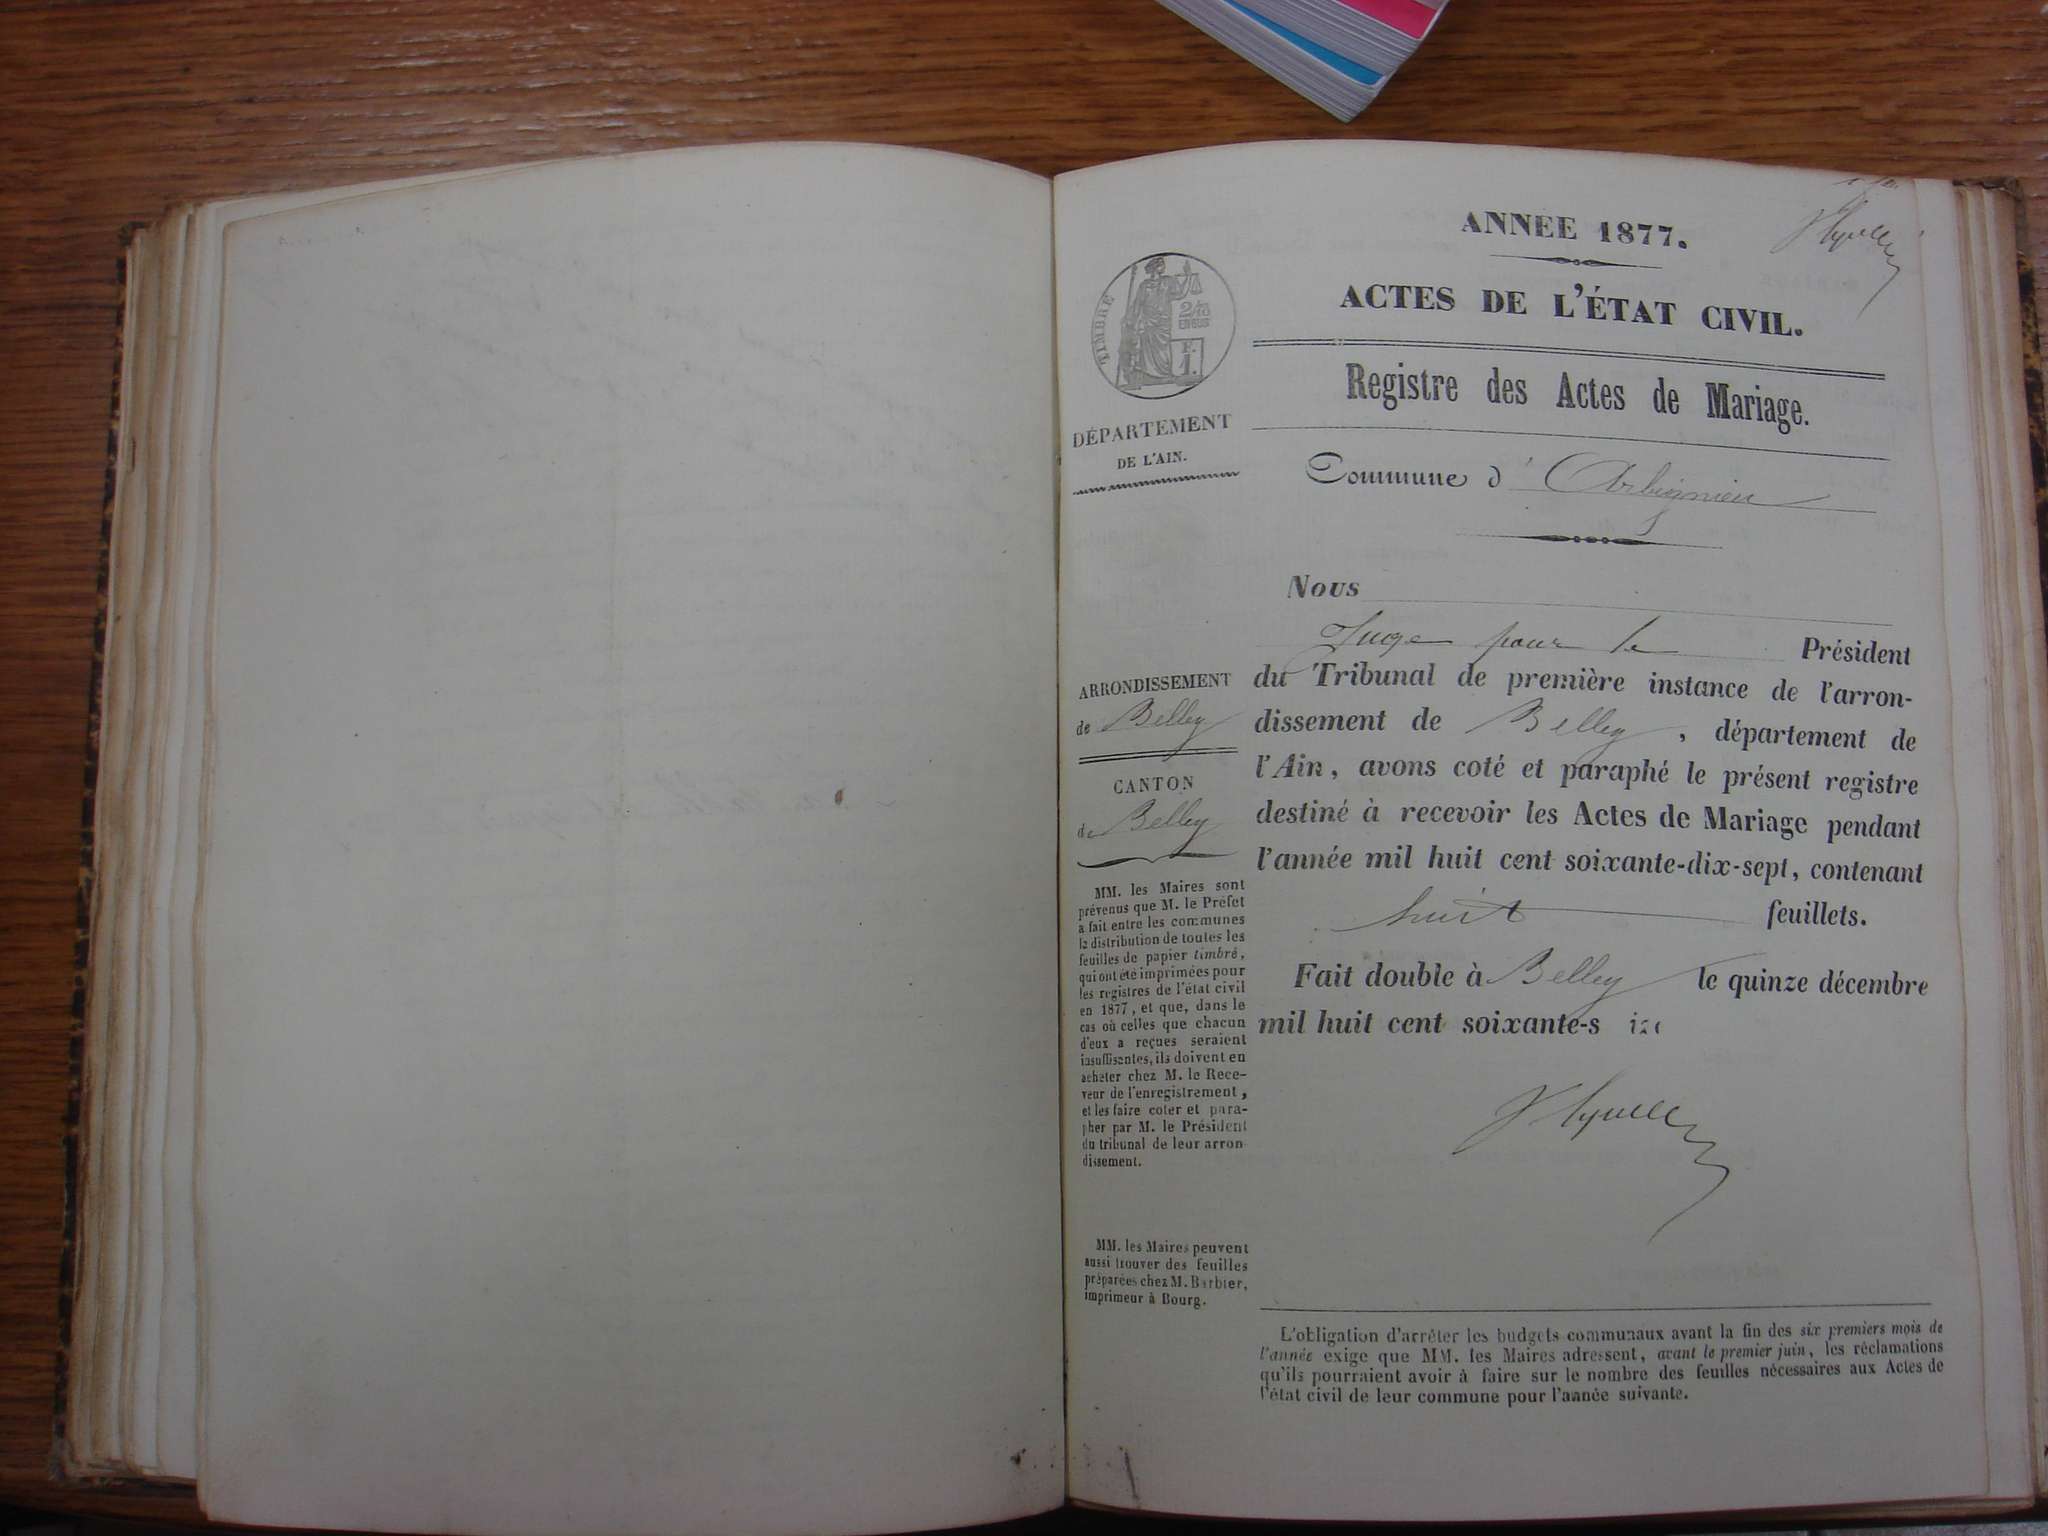 ANNÉE 1877.
ACTES DE L'ÉTAT CIVIL.
Registre des Actes de Mariage.
Commune d' Arbignieu
TIMBRE
2/10
EN SUS
F.
1.
DÉPARTEMENT
DE L'AIN.
ARRONDISSEMENT
de Belley
CANTON
de Belley
MM. les Maires sont
prévenus que M. le Préfet
a fait entre les communes
la distribution de toutes les
feuilles de papier timbré,
qui ont été imprimées pour
les registres de l'état civil
en 1877, et que, dans le
cas où celles que chacun
d'eux a reçues seraient
insuffisantes, ils doivent en
acheter chez M. le Rece-
veur de l'enregistrement,
et les faire coter et para-
pher par M. le Président
du tribunal de leur arron
dissement.
MM. les Maires peuvent
aussi trouver des feuilles
préparées chez M. Barbier,
imprimeur à Bourg.
Nous
Juge pour le Président
du Tribunal de première instance de l'arron-
dissement de Belley, département de
l'Ain, avons coté et paraphé le présent registre
destiné à recevoir les Actes de Mariage pendant
l'année mil huit cent soixante-dix-sept, contenant
huit feuillets.
Fait double à Belley le quinze décembre
mil huit cent soixante-s
L'obligation d'arrêter les budgets communaux avant la fin des six premiers mois de
l'année exige que MM. les Maires adressent, avant le premier juin, les réclamations
qu'ils pourraient avoir à faire sur le nombre des feuilles nécessaires aux Actes de
l'état civil de leur commune pour l'année suivante.